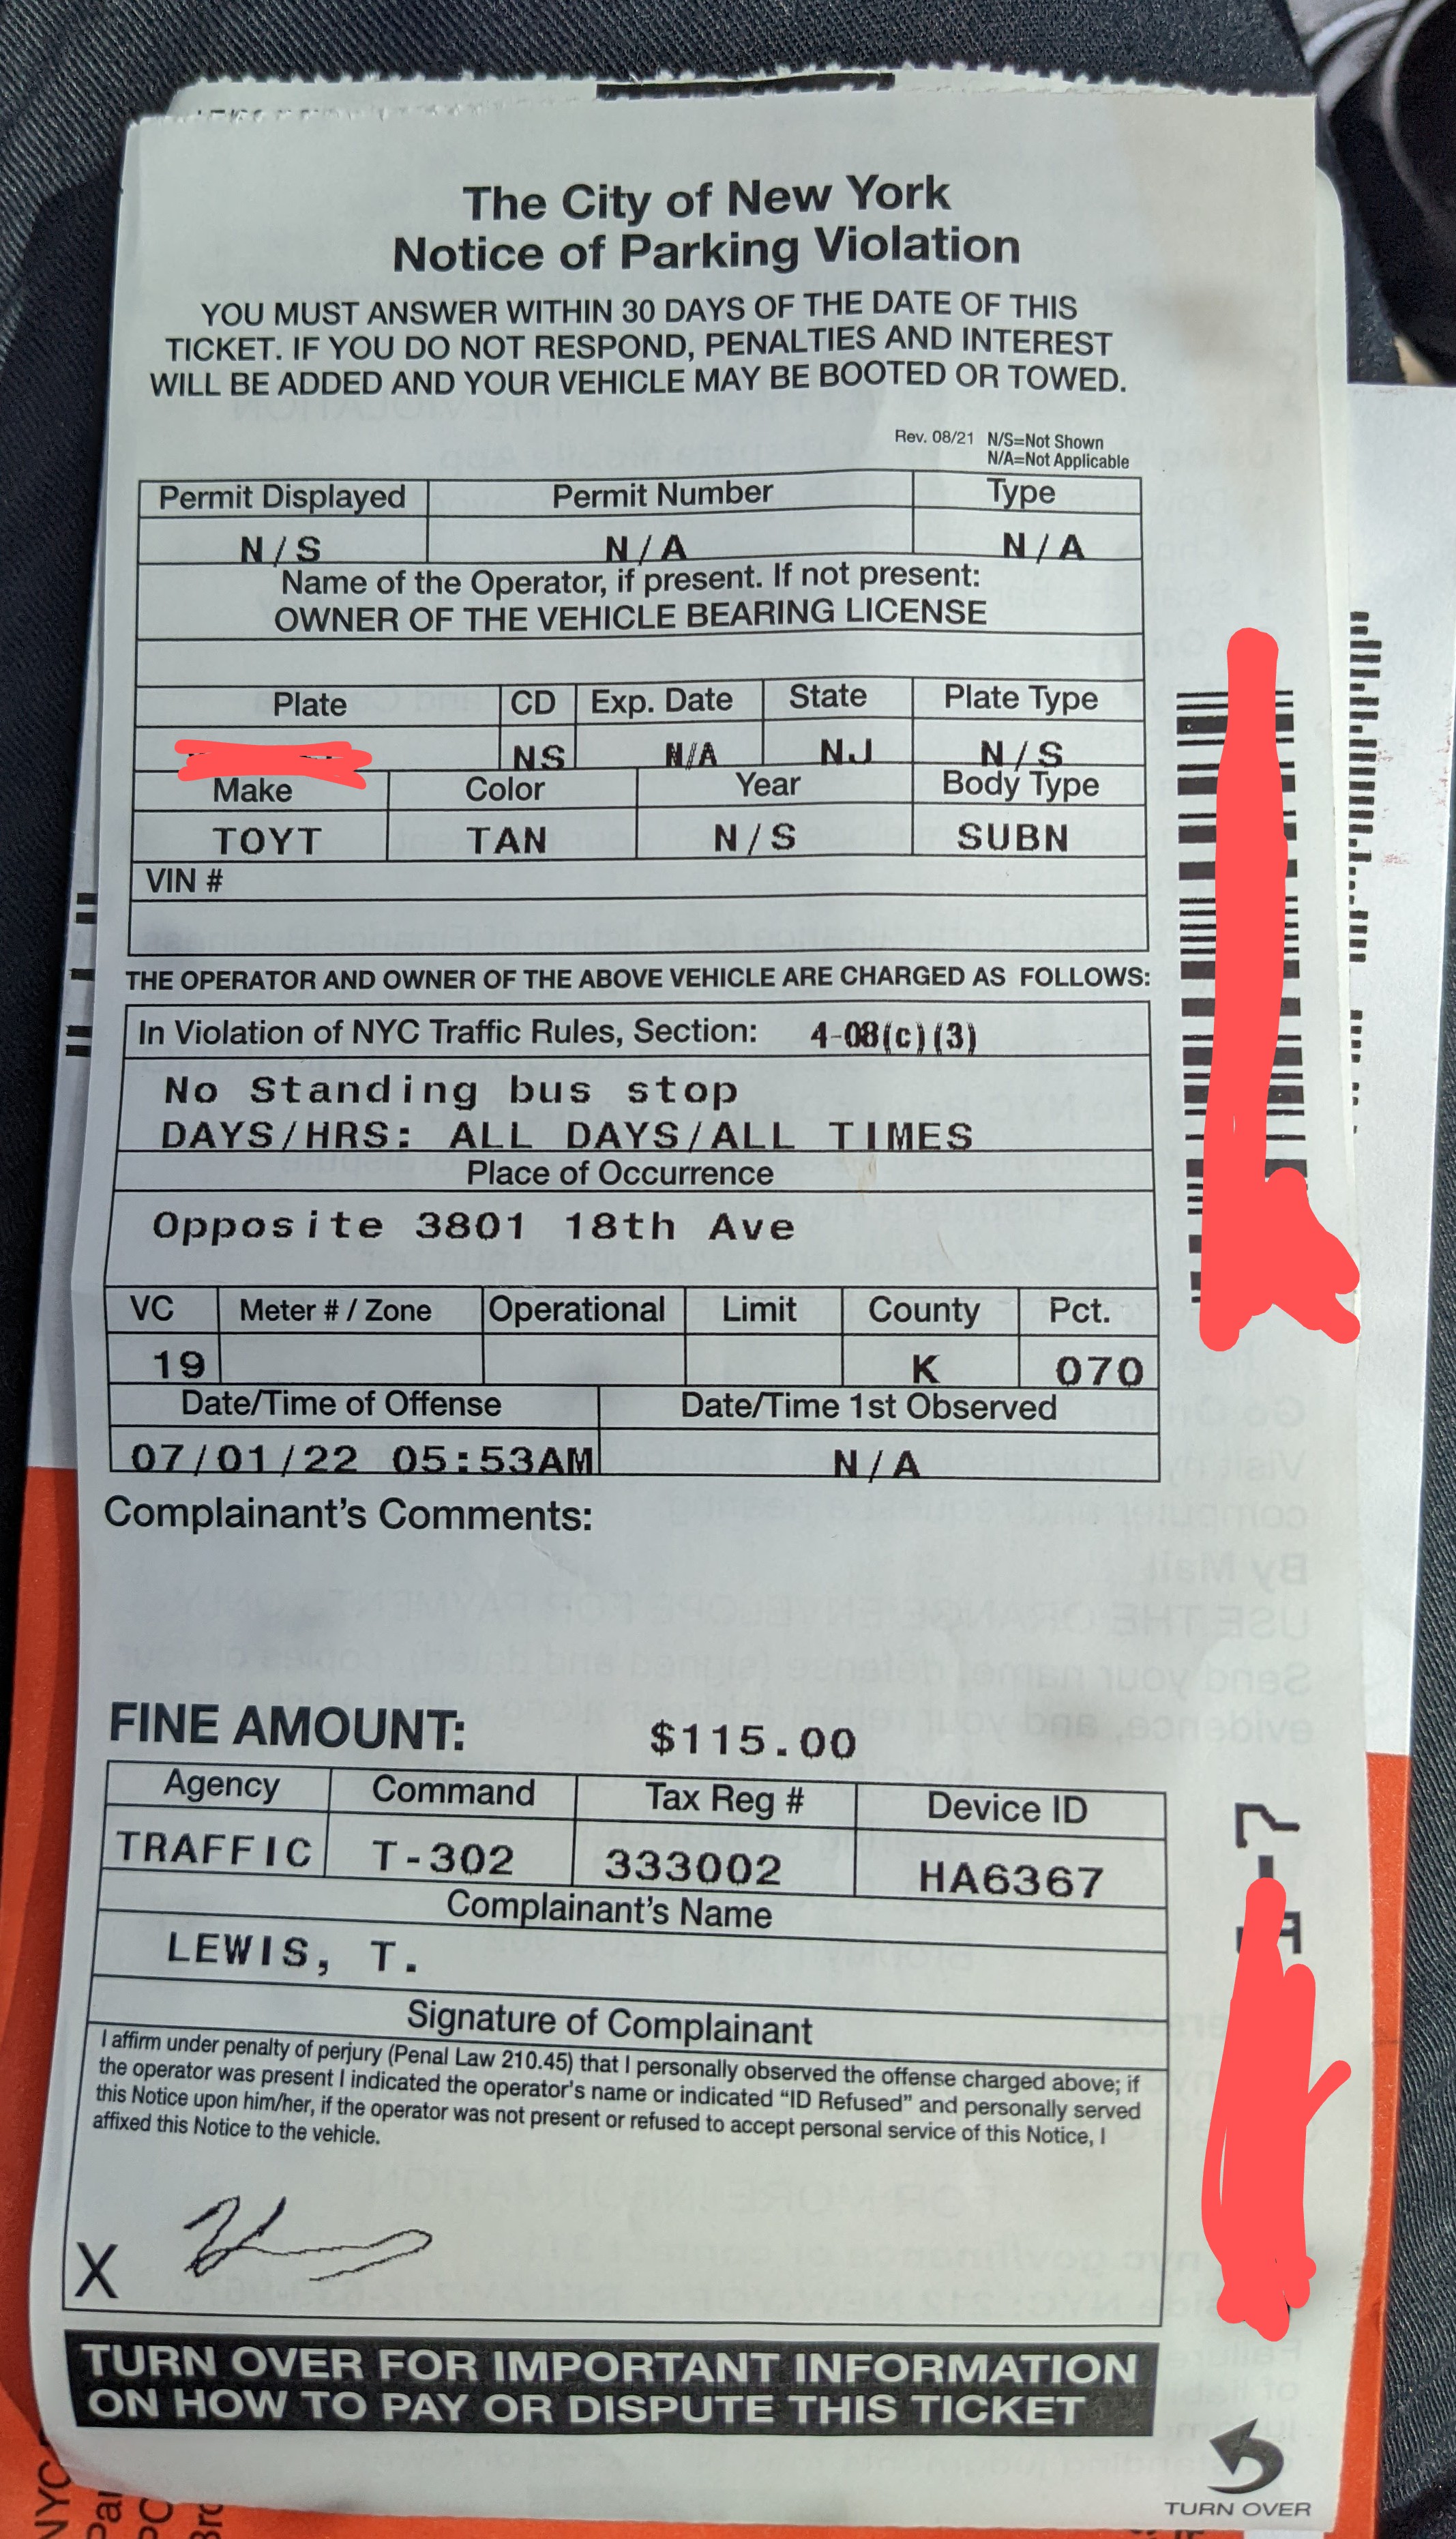 The City of New York
Notice of Parking Violation
YOU MUST ANSWER WITHIN 30 DAYS OF THE DATE OF THIS
TICKET. IF YOU DO NOT RESPOND, PENALTIES AND INTEREST
WILL BE ADDED AND YOUR VEHICLE MAY BE BOOTED OR TOWED.
Rev. 08/21 N/S=Not Shown
N/A=Not Applicable
Permit Displayed Permit Number Type
N/S N/A N/A
Name of the Operator, if present. If not present:
OWNER OF THE VEHICLE BEARING LICENSE
Plate CD Exp. Date State Plate Type
NS N/A NJ N/S
Make Color Year Body Type
TOYT TAN N/S SUBN
VIN #
THE OPERATOR AND OWNER OF THE ABOVE VEHICLE ARE CHARGED AS FOLLOWS:
In Violation of NYC Traffic Rules, Section: 4-08(c)(3)
No Standing bus stop
DAYS/HRS: ALL DAYS/ALL TIMES
Place of Occurrence
Opposite 3801 18th Ave
VC Meter # / Zone Operational Limit County Pct.
19 K 070
Date/Time of Offense Date/Time 1st Observed
07/01/22 05:53AM N/A
Complainant's Comments:
FINE AMOUNT: $115.00
Agency Command Tax Reg # Device ID
TRAFFIC T-302 333002 HA6367
Complainant's Name
LEWIS, T.
Signature of Complainant
I affirm under penalty of perjury (Penal Law 210.45) that I personally observed the offense charged above; if
the operator was present I indicated the operator's name or indicated "ID Refused" and personally served
this Notice upon him/her, if the operator was not present or refused to accept personal service of this Notice, I
affixed this Notice to the vehicle.
X
TURN OVER FOR IMPORTANT INFORMATION
ON HOW TO PAY OR DISPUTE THIS TICKET
TURN OVER
NYC